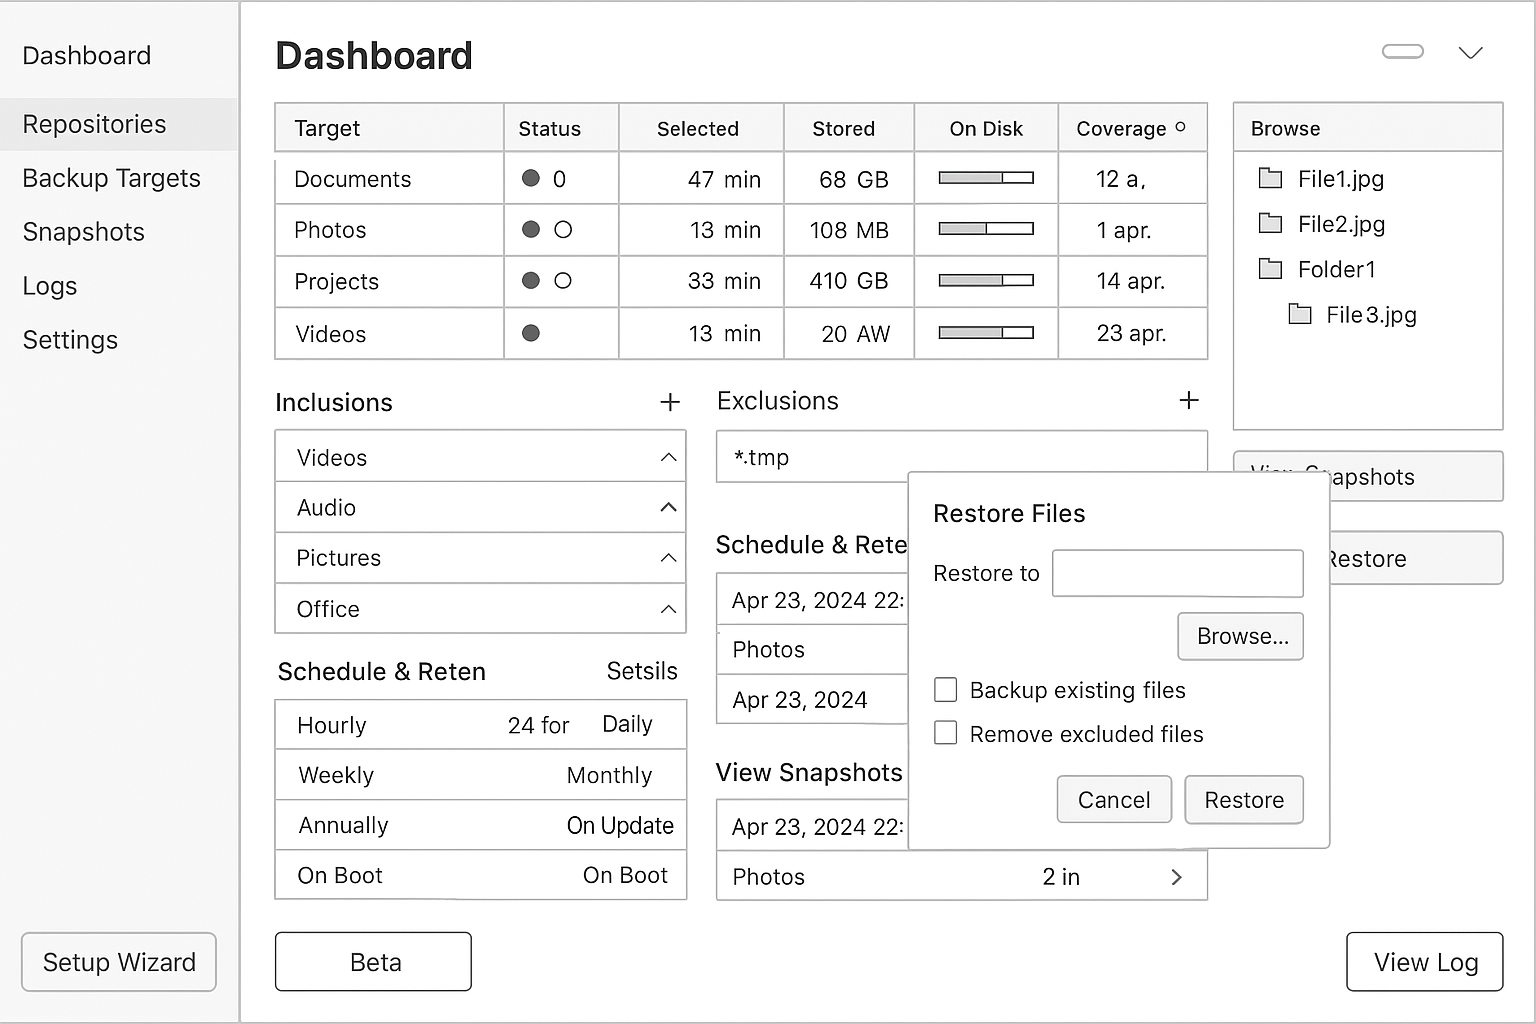 Dashboard
Repositories
Backup Targets
Snapshots
Logs
Settings
Setup Wizard
Dashboard
Target Status Selected Stored On Disk Coverage
Documents 0 47 min 68 GB 12 a,
Photos 13 min 108 MB 1 apr.
Projects 33 min 410 GB 14 apr.
Videos 13 min 20 AW 23 apr.
Browse
File1.jpg
File2.jpg
Folder1
File3.jpg
View Snapshots
Restore
Inclusions +
Videos
Audio
Pictures
Office
Exclusions +
*.tmp
Schedule & Reten Setsils
Hourly 24 for Daily
Weekly Monthly
Annually On Update
On Boot On Boot
Schedule & Rete
Apr 23, 2024 22:
Photos
Apr 23, 2024
View Snapshots
Apr 23, 2024 22:
Photos 2 in
Restore Files
Restore to
Browse...
Backup existing files
Remove excluded files
Cancel Restore
Beta
View Log